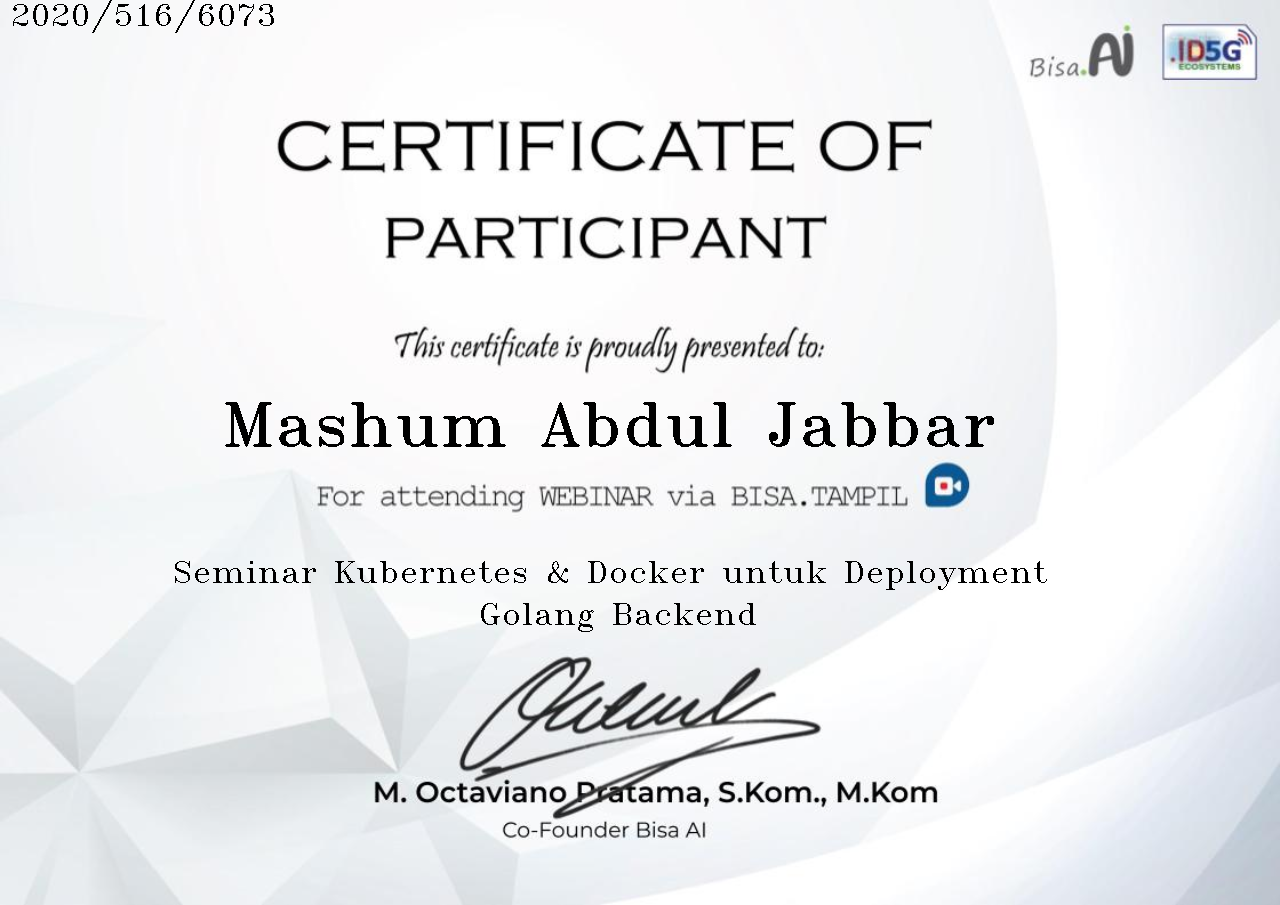 2020/516/6073
Bisa.AI
.ID5G
ECOSYSTEMS
CERTIFICATE OF
PARTICIPANT
This certificate is proudly presented to:
Mashum Abdul Jabbar
For attending WEBINAR via BISA.TAMPIL
Seminar Kubernetes & Docker untuk Deployment
Golang Backend
M. Octaviano Pratama, S.Kom., M.Kom
Co-Founder Bisa AI